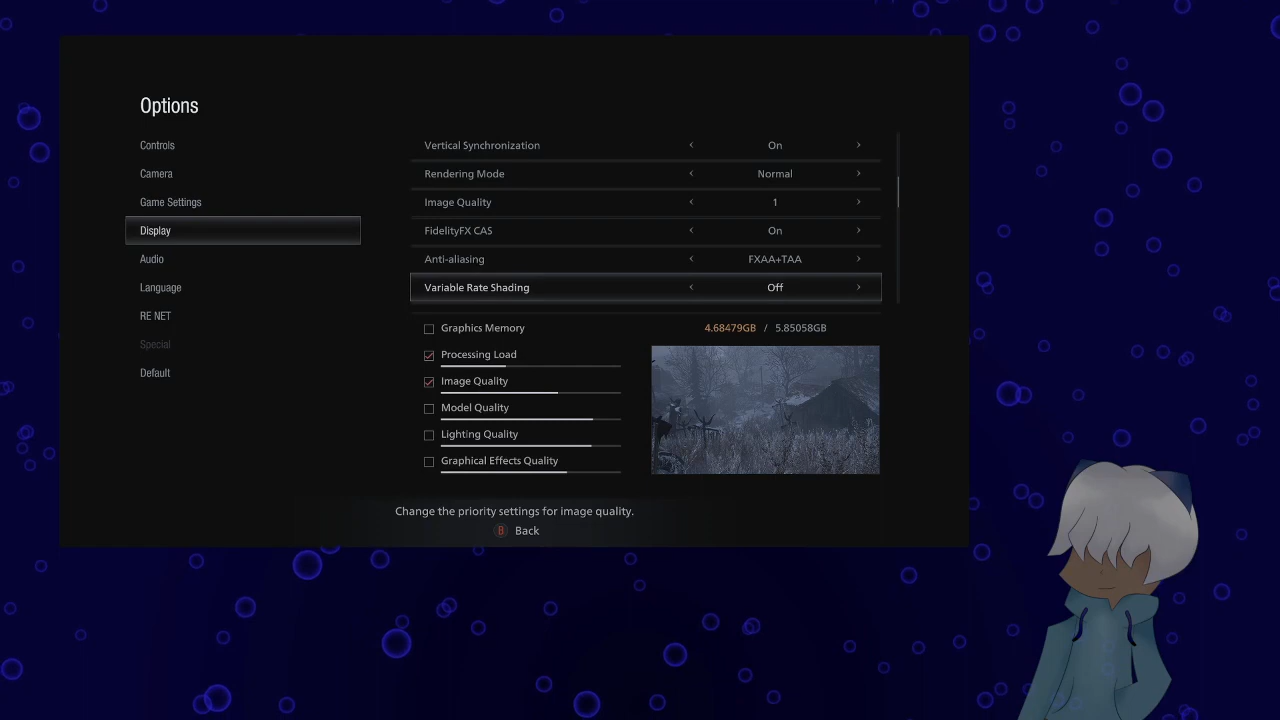 Options
Controls
Camera
Game Settings
Display
Audio
Language
RE NET
Special
Default
Vertical Synchronization < On >
Rendering Mode < Normal >
Image Quality < 1 >
FidelityFX CAS < On >
Anti-aliasing < FXAA+TAA >
Variable Rate Shading < Off >
Graphics Memory 4.68479GB / 5.85058GB
Processing Load
Image Quality
Model Quality
Lighting Quality
Graphical Effects Quality
Change the priority settings for image quality.
B Back